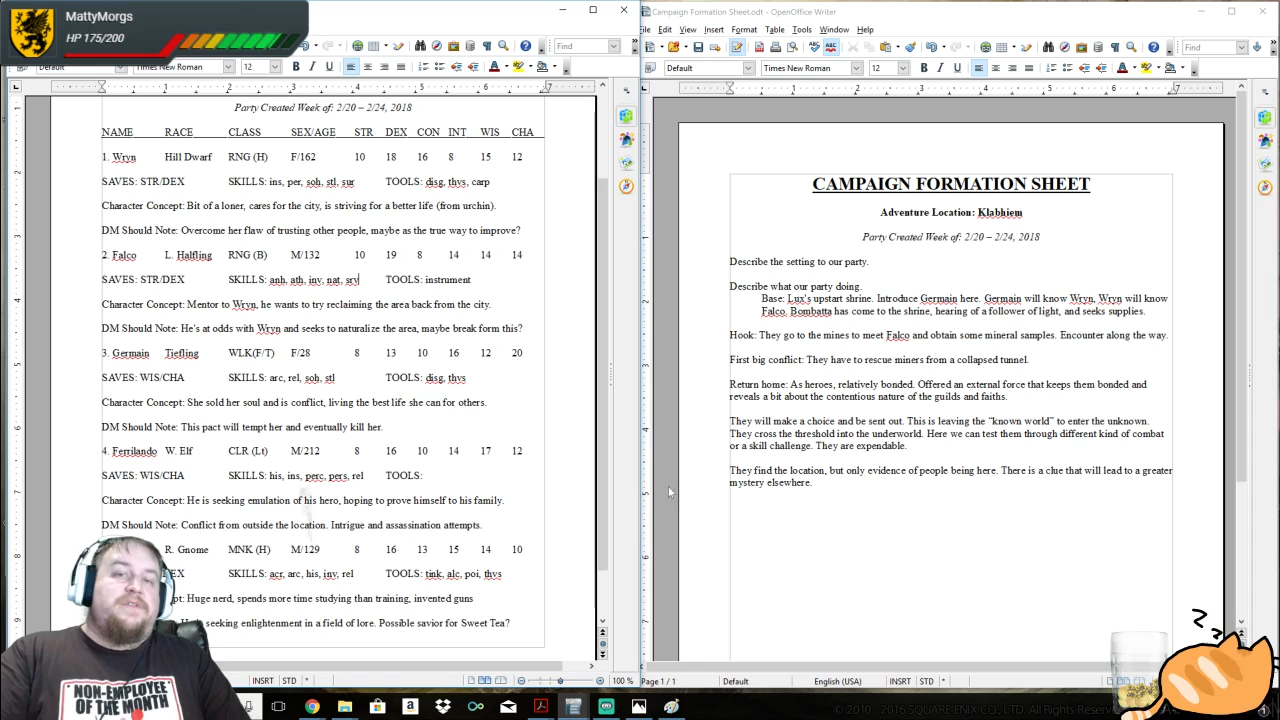 MattyMorgs
HP 175/200
Campaign Formation Sheet.odt - OpenOffice Writer
File Edit View Insert Format Table Tools Window
Find
Find
Default Times New Roman 12 B I U
Default Times New Roman 12 B I U
Party Created Week of: 2/20 – 2/24, 2018
NAME RACE CLASS SEX/AGE STR DEX CON INT WIS CHA
1. Wryn Hill Dwarf RNG (H) F/162 10 18 16 8 15 12
SAVES: STR/DEX SKILLS: ins, per, soh, stl, sur TOOLS: disg, thvs, carp
Character Concept: Bit of a loner, cares for the city, is striving for a better life (from urchin).
DM Should Note: Overcome her flaw of trusting other people, maybe as the true way to improve?
2. Falco L. Halfling RNG (B) M/132 10 19 8 14 14 14
SAVES: STR/DEX SKILLS: anh, ath, inv, nat, srv TOOLS: instrument
Character Concept: Mentor to Wryn, he wants to try reclaiming the area back from the city.
DM Should Note: He's at odds with Wryn and seeks to naturalize the area, maybe break form this?
3. Germain Tiefling WLK(F/T) F/28 8 13 10 16 12 20
SAVES: WIS/CHA SKILLS: arc, rel, soh, stl TOOLS: disg, thvs
Character Concept: She sold her soul and is conflict, living the best life she can for others.
DM Should Note: This pact will tempt her and eventually kill her.
4. Ferrilando W. Elf CLR (Lt) M/212 8 16 10 14 17 12
SAVES: WIS/CHA SKILLS: his, ins, perc, pers, rel TOOLS:
Character Concept: He is seeking emulation of his hero, hoping to prove himself to his family.
DM Should Note: Conflict from outside the location. Intrigue and assassination attempts.
R. Gnome MNK (H) M/129 8 16 13 15 14 10
DEX SKILLS: acr, arc, his, inv, rel TOOLS: tink, alc, poi, thvs
pt: Huge nerd, spends more time studying than training, invented guns
seeking enlightenment in a field of lore. Possible savior for Sweet Tea?
CAMPAIGN FORMATION SHEET
Adventure Location: Klabhiem
Party Created Week of: 2/20 – 2/24, 2018
Describe the setting to our party.
Describe what our party doing.
Base: Lux's upstart shrine. Introduce Germain here. Germain will know Wryn, Wryn will know
Falco. Bombatta has come to the shrine, hearing of a follower of light, and seeks supplies.
Hook: They go to the mines to meet Falco and obtain some mineral samples. Encounter along the way.
First big conflict: They have to rescue miners from a collapsed tunnel.
Return home: As heroes, relatively bonded. Offered an external force that keeps them bonded and
reveals a bit about the contentious nature of the guilds and faiths.
They will make a choice and be sent out. This is leaving the “known world” to enter the unknown.
They cross the threshold into the underworld. Here we can test them through different kind of combat
or a skill challenge. They are expendable.
They find the location, but only evidence of people being here. There is a clue that will lead to a greater
mystery elsewhere.
NON-EMPLOYEE
OF THE
MONTH
INSRT STD * 100 %
Page 1 / 1 Default English (USA) INSRT STD *
© 2010 - 2016 SQUARE ENIX CO., LTD. All Rights Reserved.